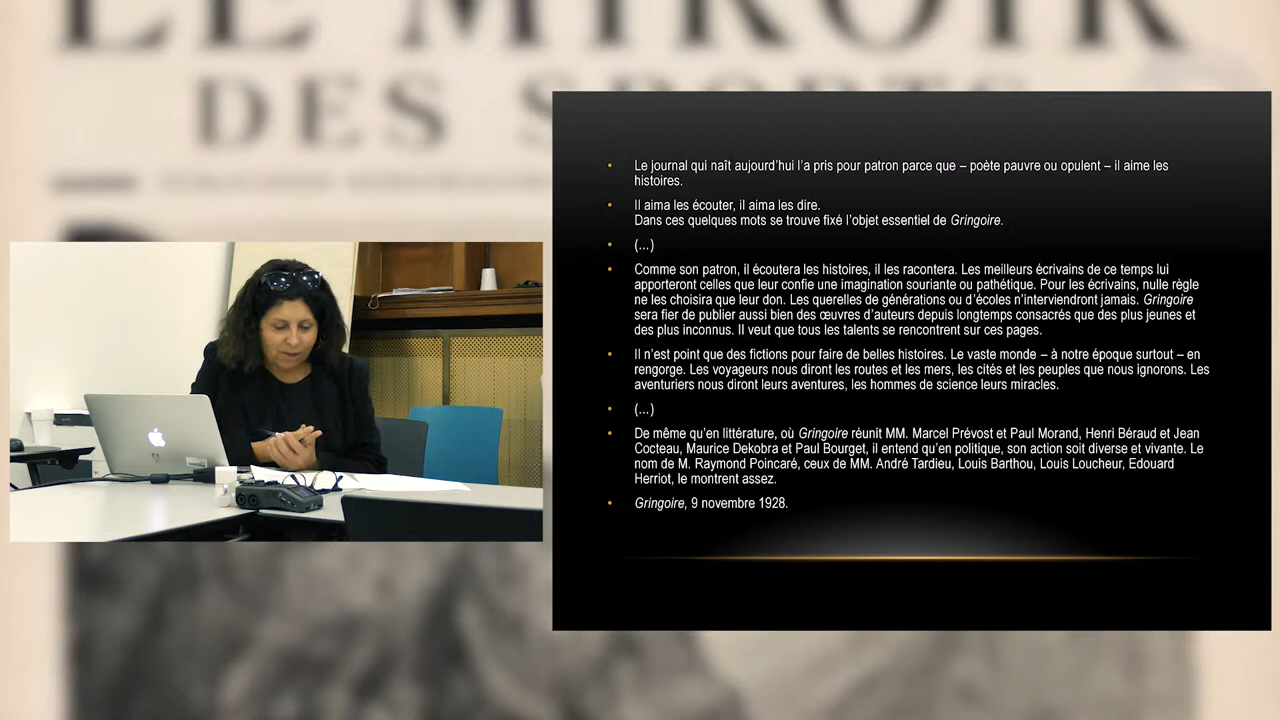 LE MIROIR
DES SPORTS
• Le journal qui naît aujourd’hui l’a pris pour patron parce que – poète pauvre ou opulent – il aime les
histoires.
• Il aima les écouter, il aima les dire.
Dans ces quelques mots se trouve fixé l’objet essentiel de Gringoire.
• (...)
• Comme son patron, il écoutera les histoires, il les racontera. Les meilleurs écrivains de ce temps lui
apporteront celles que leur confie une imagination souriante ou pathétique. Pour les écrivains, nulle règle
ne les choisira que leur don. Les querelles de générations ou d’écoles n’interviendront jamais. Gringoire
sera fier de publier aussi bien des œuvres d’auteurs depuis longtemps consacrés que des plus jeunes et
des plus inconnus. Il veut que tous les talents se rencontrent sur ces pages.
• Il n’est point que des fictions pour faire de belles histoires. Le vaste monde – à notre époque surtout – en
rengorge. Les voyageurs nous diront les routes et les mers, les cités et les peuples que nous ignorons. Les
aventuriers nous diront leurs aventures, les hommes de science leurs miracles.
• (...)
• De même qu’en littérature, où Gringoire réunit MM. Marcel Prévost et Paul Morand, Henri Béraud et Jean
Cocteau, Maurice Dekobra et Paul Bourget, il entend qu’en politique, son action soit diverse et vivante. Le
nom de M. Raymond Poincaré, ceux de MM. André Tardieu, Louis Barthou, Louis Loucheur, Edouard
Herriot, le montrent assez.
• Gringoire, 9 novembre 1928.